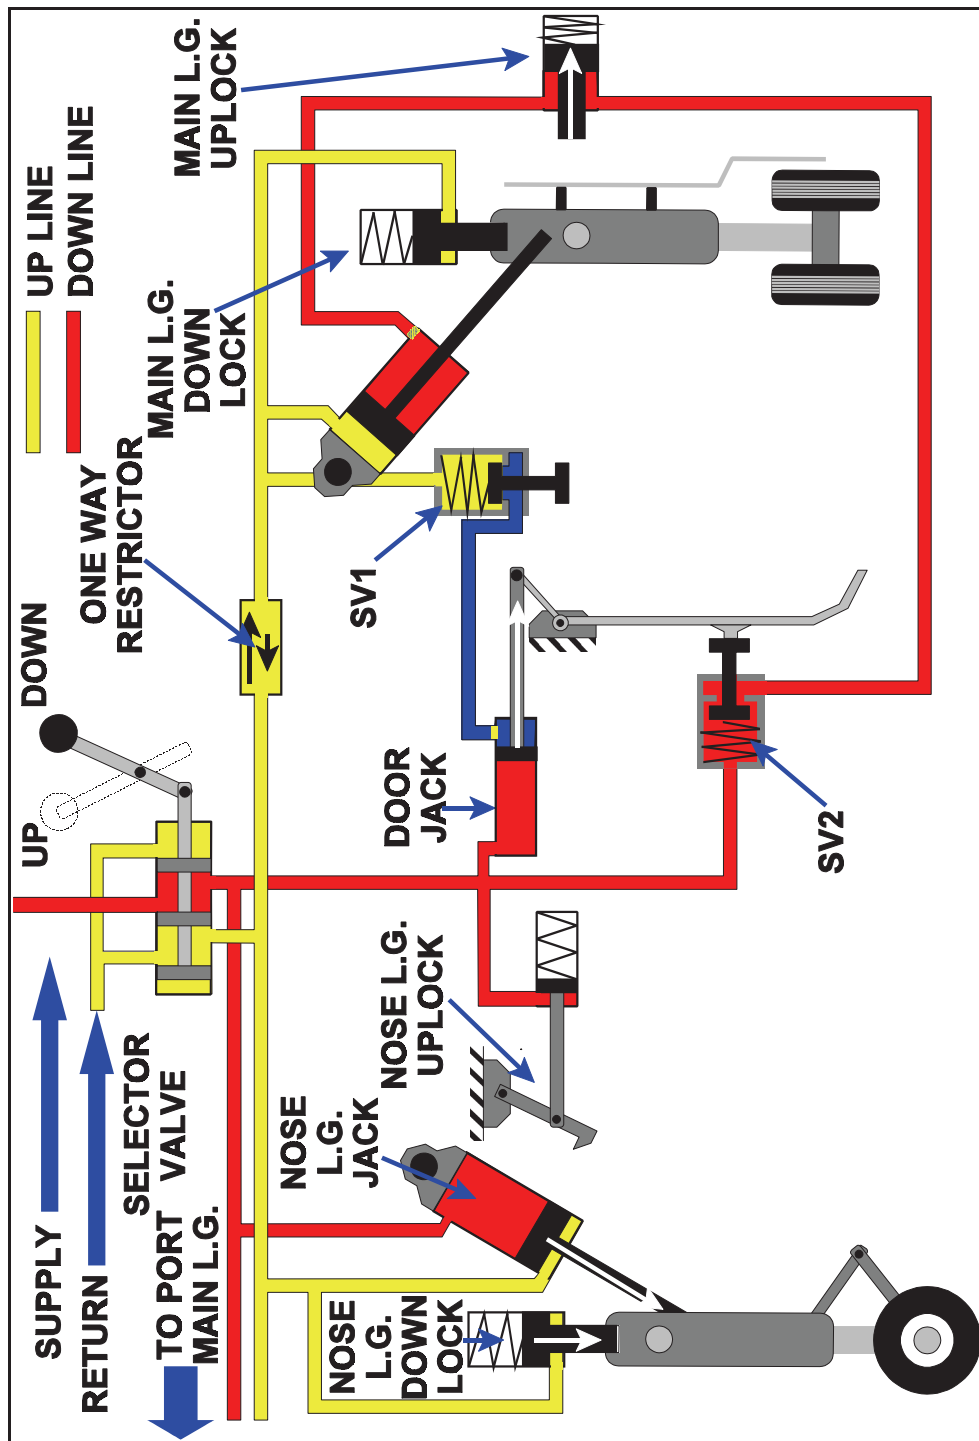 SUPPLY
RETURN
TO PORT
MAIN L.G.
SELECTOR
VALVE
UP
DOWN
ONE WAY
RESTRICTOR
UP LINE
DOWN LINE
MAIN L.G.
DOWN
LOCK
MAIN L.G.
UPLOCK
NOSE
L.G.
JACK
NOSE L.G.
UPLOCK
DOOR
JACK
SV1
SV2
NOSE
L.G.
DOWN
LOCK